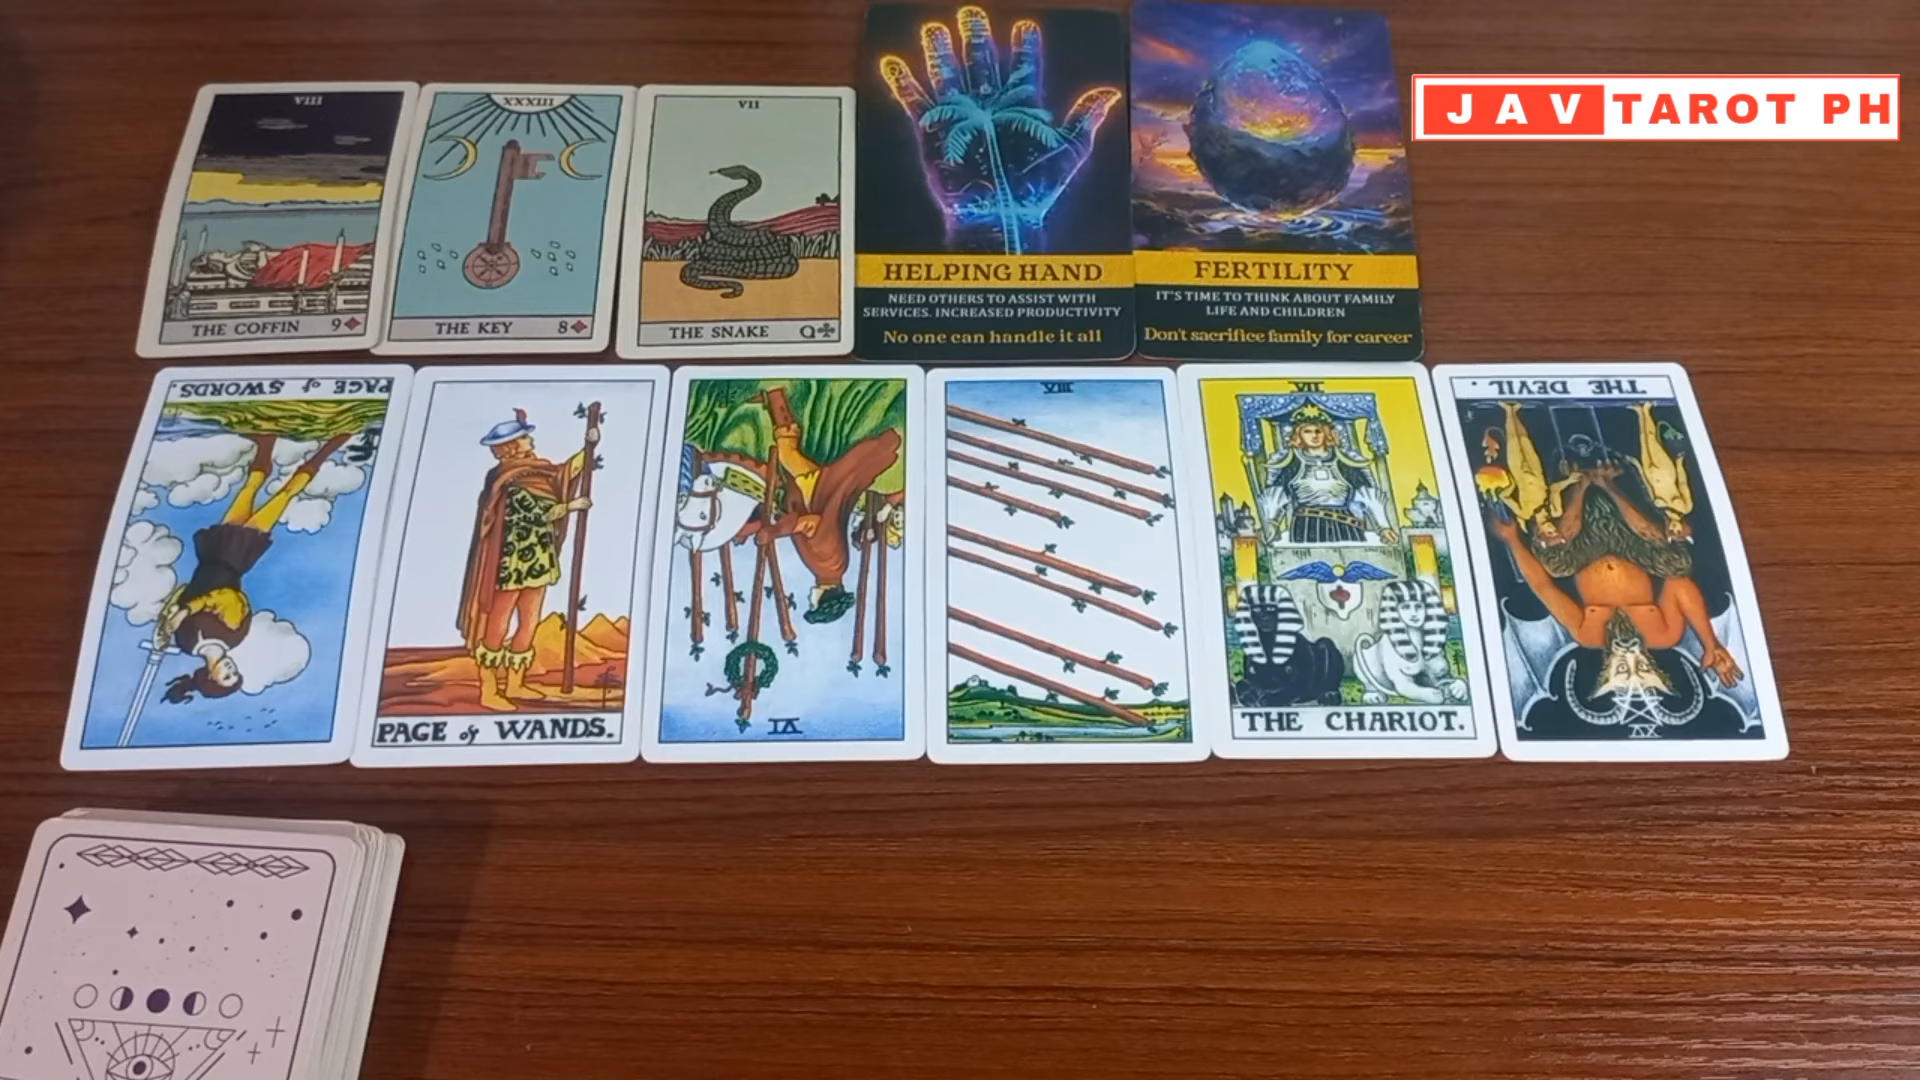 VIII
THE COFFIN 9
XXXIII
THE KEY 8
VII
THE SNAKE Q
HELPING HAND
NEED OTHERS TO ASSIST WITH
SERVICES. INCREASED PRODUCTIVITY
No one can handle it all
FERTILITY
IT'S TIME TO THINK ABOUT FAMILY
LIFE AND CHILDREN
Don't sacrifice family for career
JAV TAROT PH
PAGE of SWORDS.
PAGE of WANDS.
VI
VIII
VII
THE CHARIOT.
THE DEVIL.
XV